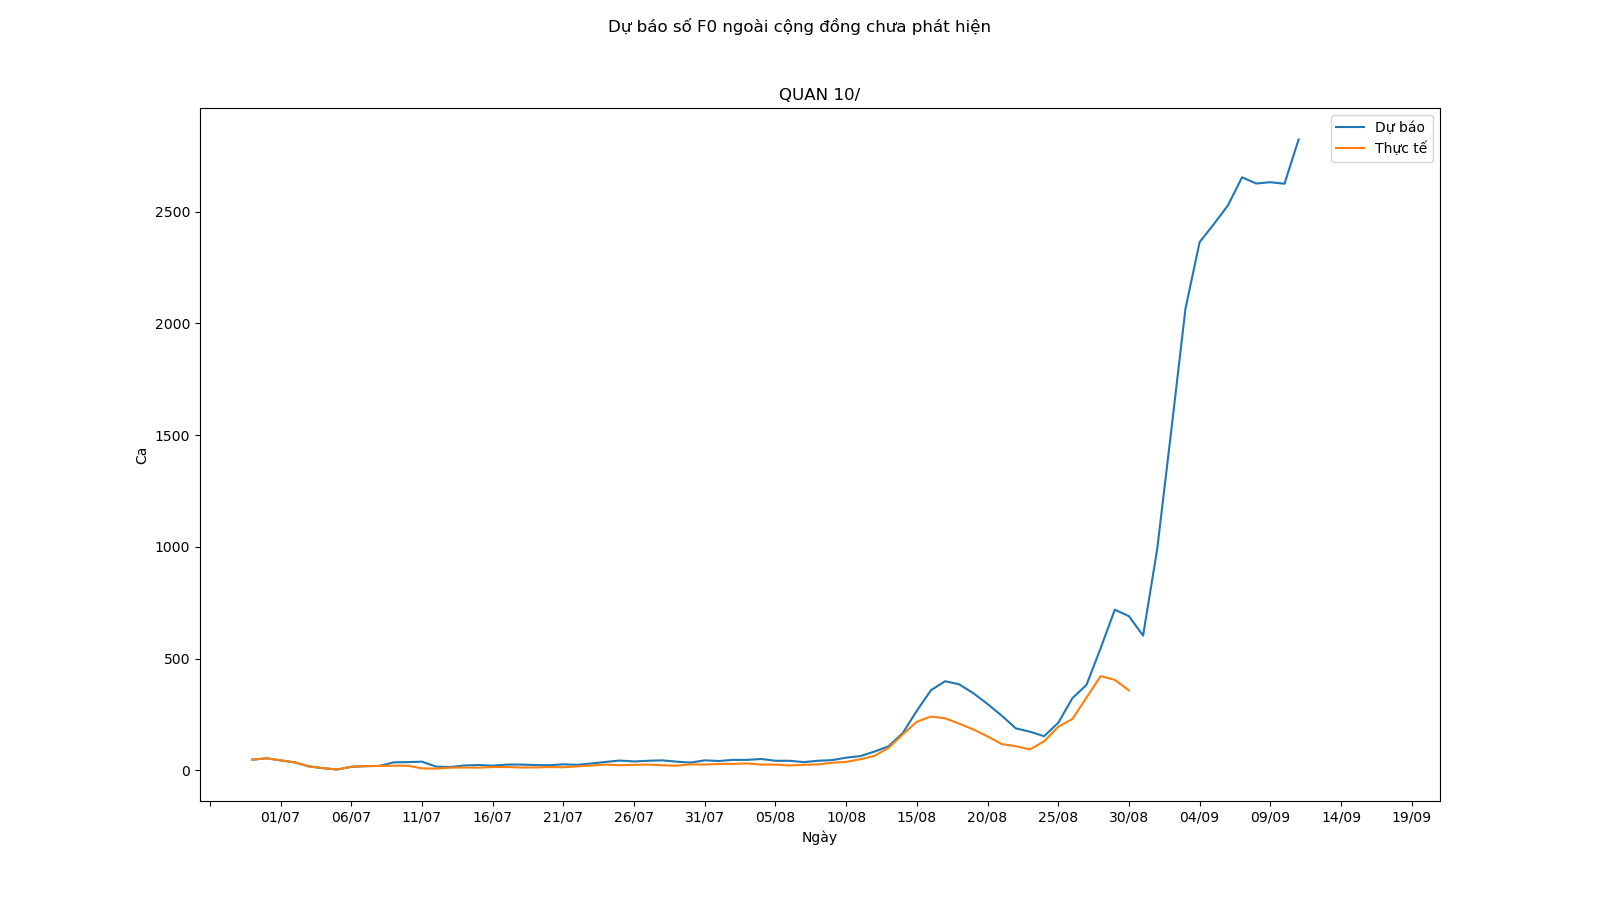 Dự báo số F0 ngoài cộng đồng chưa phát hiện
QUAN 10/
Dự báo
Thực tế
2500
2000
1500
1000
500
0
Ca
01/07 06/07 11/07 16/07 21/07 26/07 31/07 05/08 10/08 15/08 20/08 25/08 30/08 04/09 09/09 14/09 19/09
Ngày